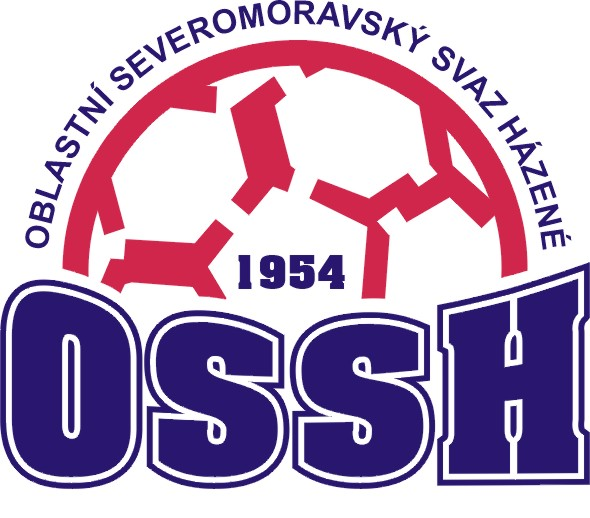 OBLASTNÍ SEVEROMORAVSKÝ SVAZ HÁZENÉ
1954
OSSH